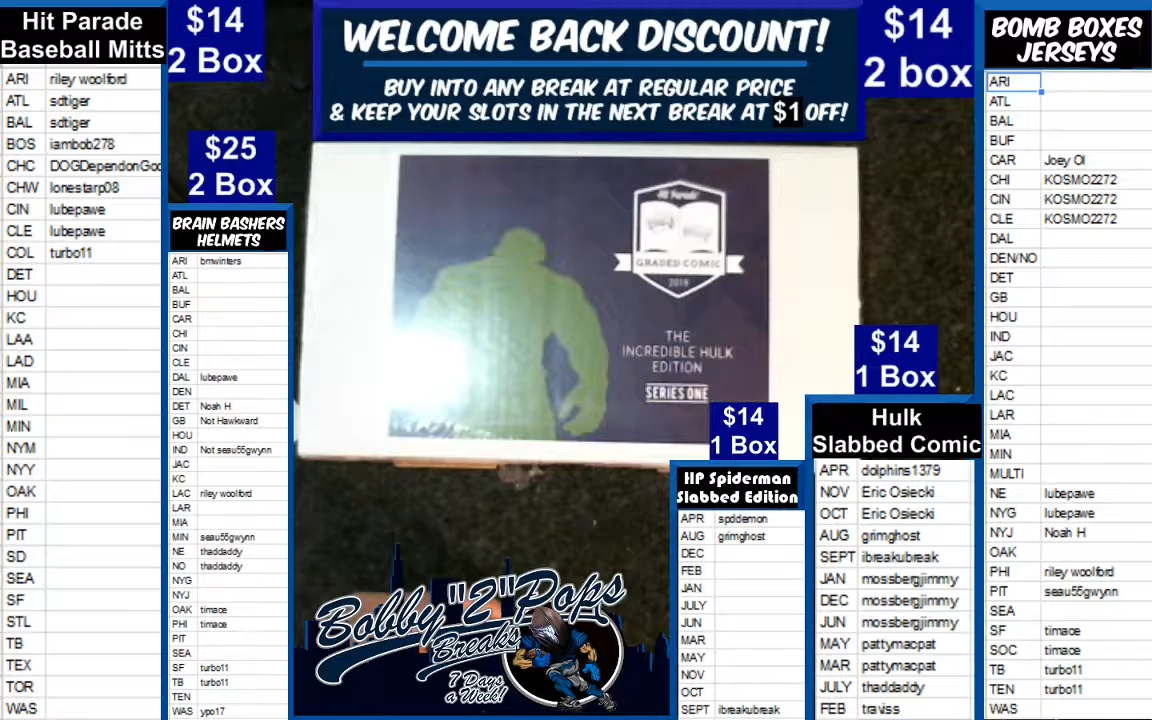 Hit Parade
Baseball Mitts
ARI riley woolford
ATL sdtiger
BAL sdtiger
BOS iambob278
CHC DOGDependonGoc
CHW lonestarp08
CIN lubepawe
CLE lubepawe
COL turbo11
DET
HOU
KC
LAA
LAD
MIA
MIL
MIN
NYM
NYY
OAK
PHI
PIT
SD
SEA
SF
STL
TB
TEX
TOR
WAS
$14
2 Box
$25
2 Box
BRAIN BASHERS
HELMETS
ARI bmwinters
ATL
BAL
BUF
CAR
CHI
CIN
CLE
DAL lubepawe
DEN
DET Noah H
GB Not Hawkward
HOU
IND Not seau55gwynn
JAC
KC
LAC riley woolford
LAR
MIA
MIN seau55gwynn
NE thaddaddy
NO thaddaddy
NYG
NYJ
OAK timace
PHI timace
PIT
SEA
SF turbo11
TB turbo11
TEN
WAS ypo17
WELCOME BACK DISCOUNT!
BUY INTO ANY BREAK AT REGULAR PRICE
& KEEP YOUR SLOTS IN THE NEXT BREAK AT $1 OFF!
Hit Parade
GRADED COMIC
2016
THE
INCREDIBLE HULK
EDITION
SERIES ONE
Bobby "2" Pops
Breaks
7 Days
a Week!
$14
1 Box
HP Spiderman
Slabbed Edition
APR spddemon
AUG grimghost
DEC
FEB
JAN
JULY
JUN
MAR
MAY
NOV
OCT
SEPT ibreakubreak
$14
2 box
$14
1 Box
Hulk
Slabbed Comic
APR dolphins1379
NOV Eric Osiecki
OCT Eric Osiecki
AUG grimghost
SEPT ibreakubreak
JAN mossbergjimmy
DEC mossbergjimmy
JUN mossbergjimmy
MAY pattymacpat
MAR pattymacpat
JULY thaddaddy
FEB traviss
BOMB BOXES
JERSEYS
ARI
ATL
BAL
BUF
CAR Joey Ol
CHI KOSMO2272
CIN KOSMO2272
CLE KOSMO2272
DAL
DEN/NO
DET
GB
HOU
IND
JAC
KC
LAC
LAR
MIA
MIN
MULTI
NE lubepawe
NYG lubepawe
NYJ Noah H
OAK
PHI riley woolford
PIT seau55gwynn
SEA
SF timace
SOC timace
TB turbo11
TEN turbo11
WAS